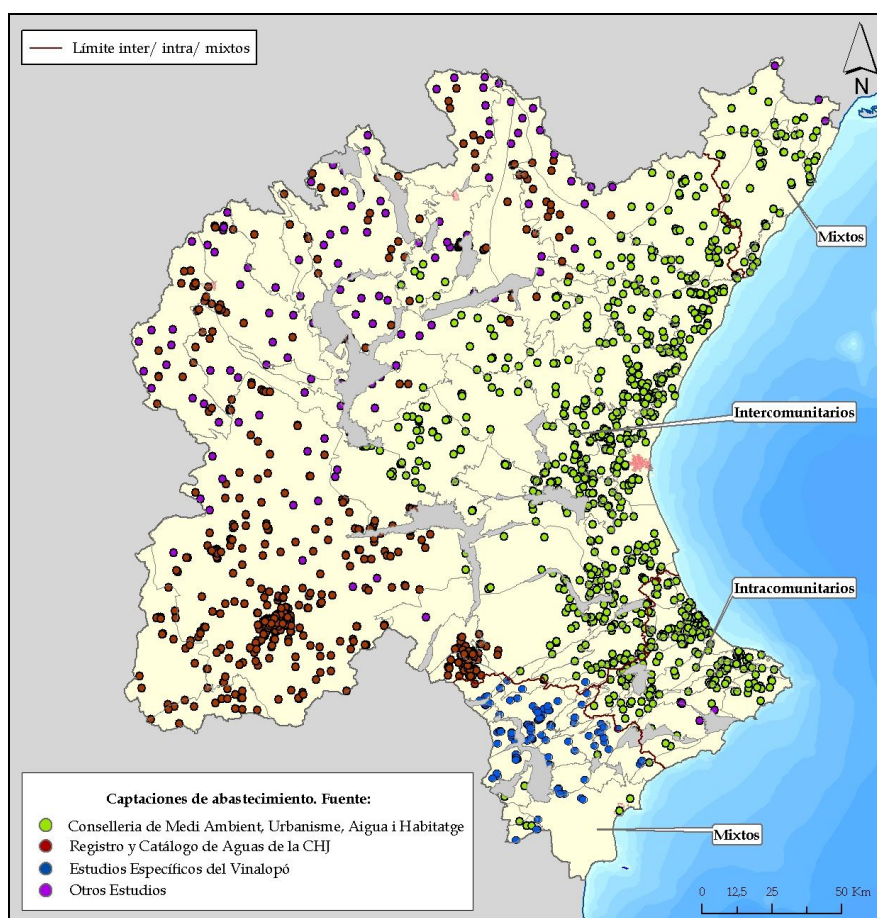 Límite inter/ intra/ mixtos
N
Mixtos
Intercomunitarios
Intracomunitarios
Mixtos
Captaciones de abastecimiento. Fuente:
Conselleria de Medi Ambient, Urbanisme, Aigua i Habitatge
Registro y Catálogo de Aguas de la CHJ
Estudios Específicos del Vinalopó
Otros Estudios
0 12,5 25 50 Km